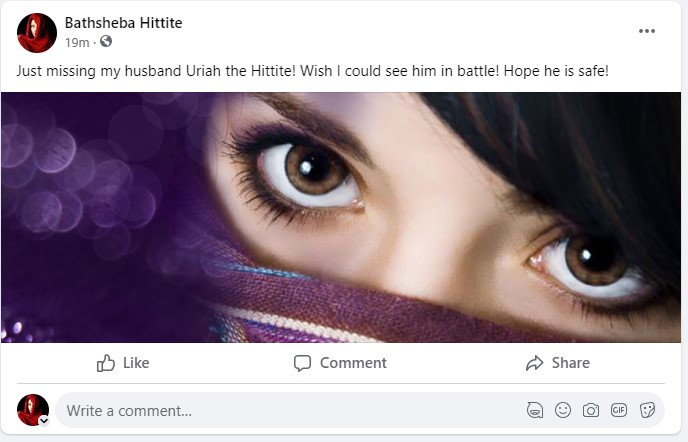 Bathsheba Hittite
19m ·
Just missing my husband Uriah the Hittite! Wish I could see him in battle! Hope he is safe!
Like Comment Share
Write a comment...
GIF